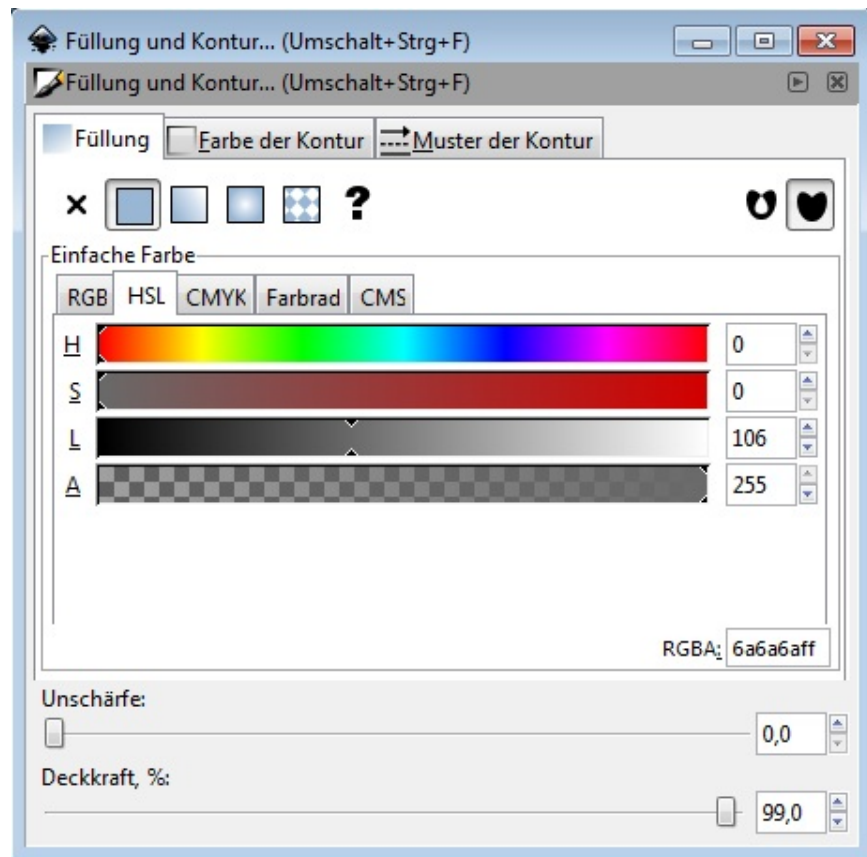 Füllung und Kontur... (Umschalt+Strg+F)
Füllung und Kontur... (Umschalt+Strg+F)
Füllung Farbe der Kontur Muster der Kontur
?
Einfache Farbe
RGB HSL CMYK Farbrad CMS
H 0
S 0
L 106
A 255
RGBA: 6a6a6aff
Unschärfe:
0,0
Deckkraft, %:
99,0